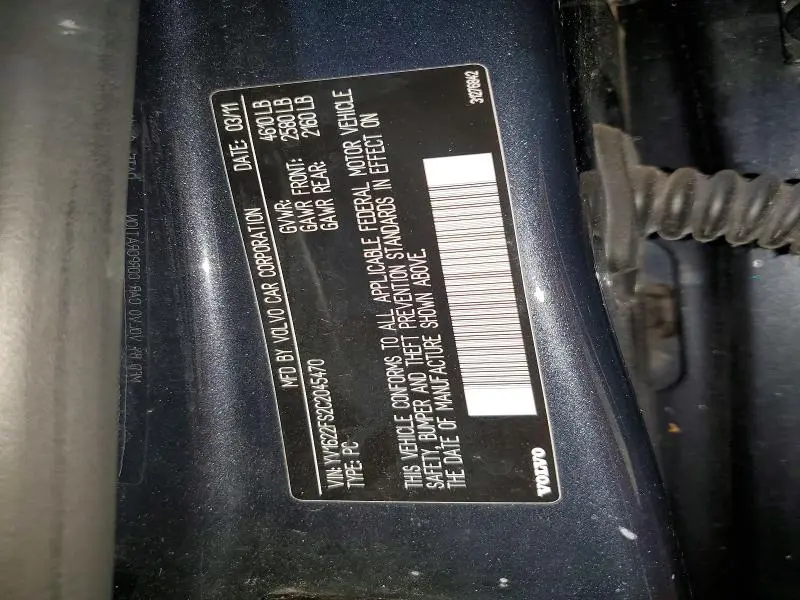 MFD BY VOLVO CAR CORPORATION DATE: 03/11
GVWR: 4610 LB
GAWR FRONT: 2580 LB
GAWR REAR: 2160 LB
VIN: YV1622FS2C2045470
TYPE: PC
THIS VEHICLE CONFORMS TO ALL APPLICABLE FEDERAL MOTOR VEHICLE
SAFETY, BUMPER AND THEFT PREVENTION STANDARDS IN EFFECT ON
THE DATE OF MANUFACTURE SHOWN ABOVE.
VOLVO 31276942